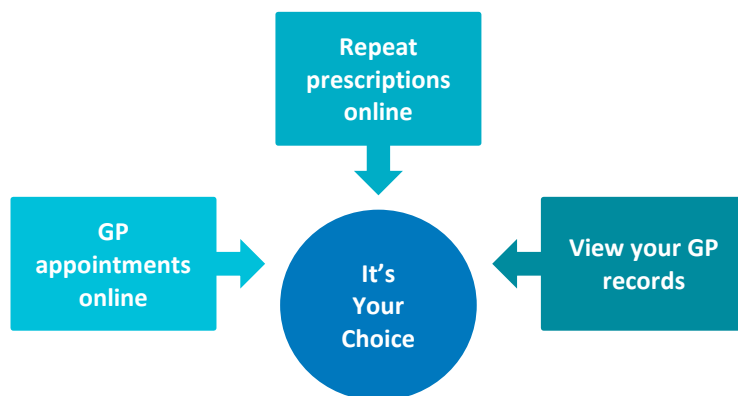 Repeat
prescriptions
online
GP
appointments
online
It’s
Your
Choice
View your GP
records